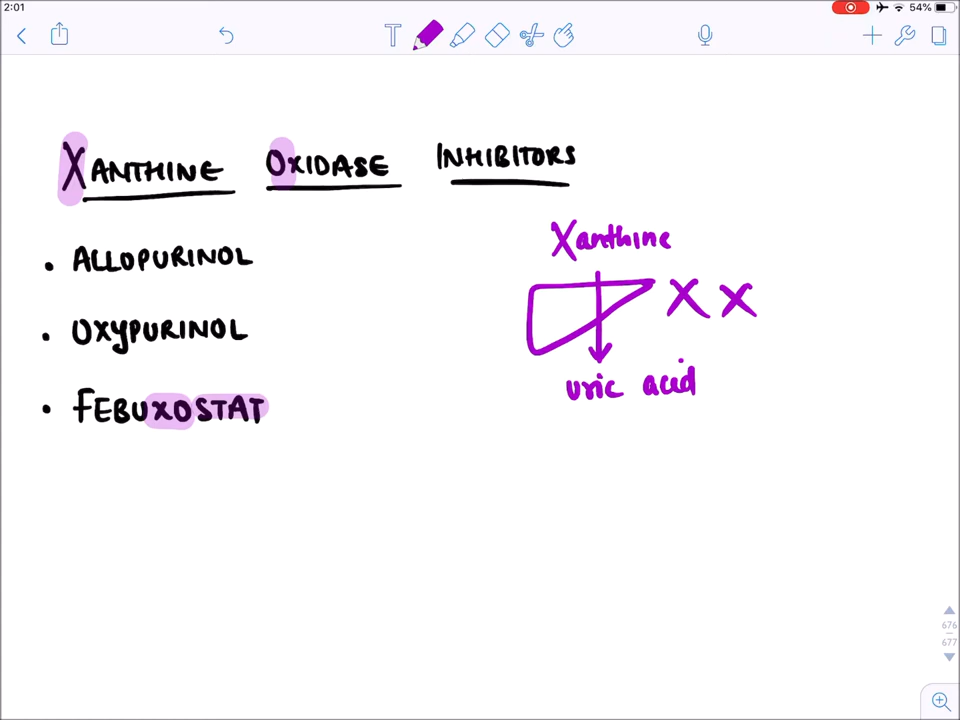 2:01
54%
T
XANTHINE OXIDASE INHIBITORS
• ALLOPURINOL
• OXYPURINOL
• FEBUXOSTAT
Xanthine
X X
uric acid
676
677